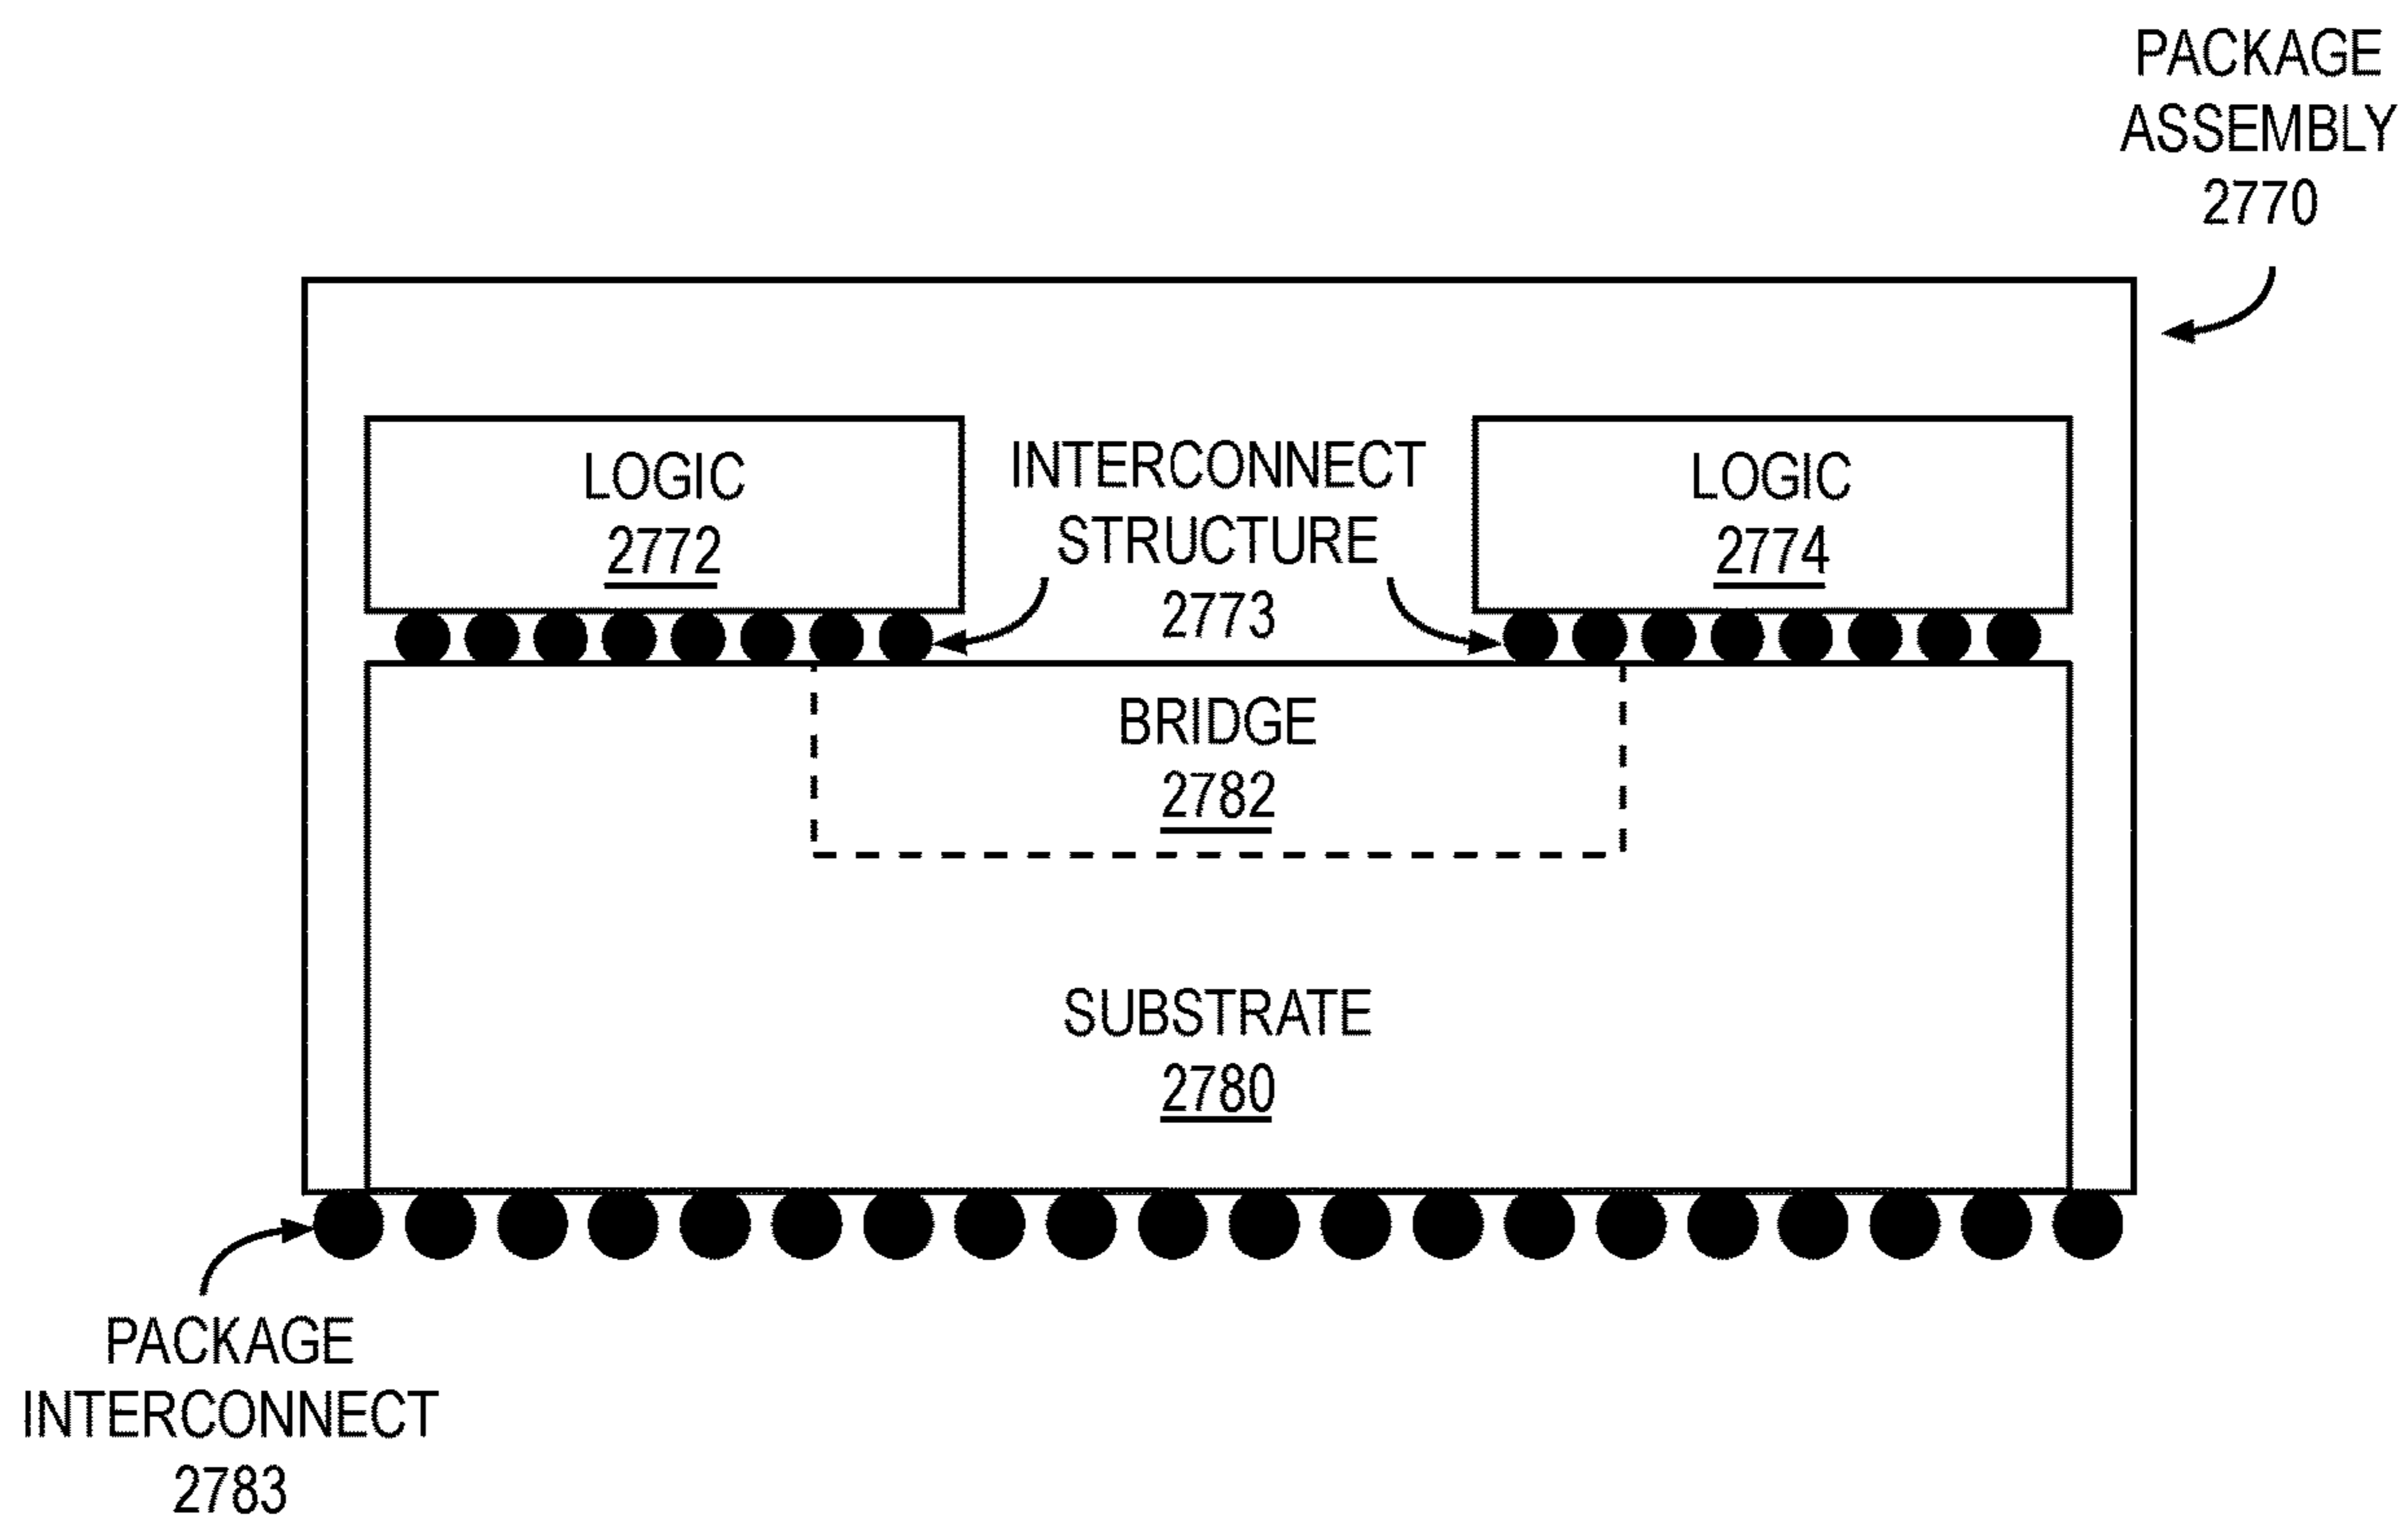 PACKAGE
ASSEMBLY
2770
LOGIC
2772
INTERCONNECT
STRUCTURE
2773
LOGIC
2774
BRIDGE
2782
SUBSTRATE
2780
PACKAGE
INTERCONNECT
2783